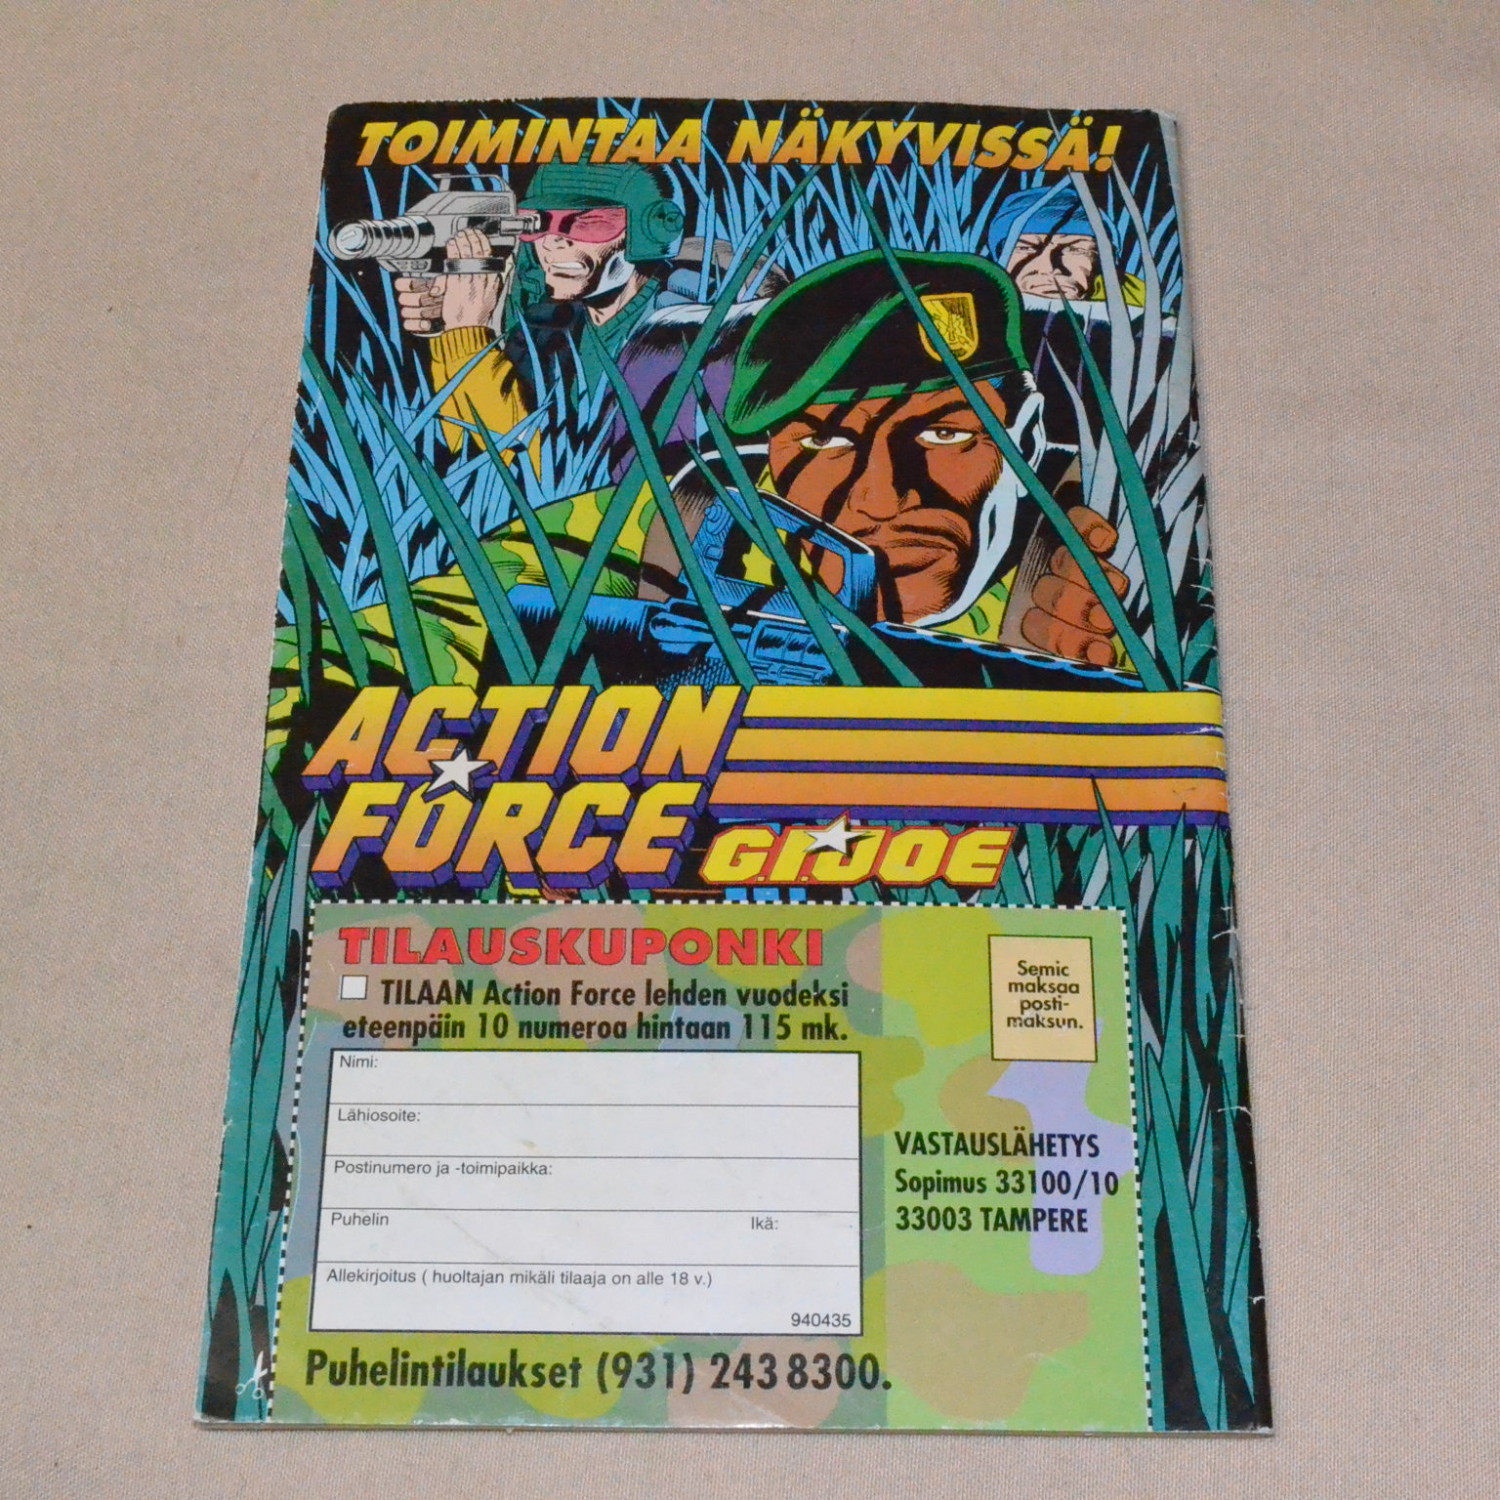 TOIMINTAA NÄKYVISSÄ!
ACTION
FORCE
G.I.JOE
TILAUSKUPONKI
TILAAN Action Force lehden vuodeksi
eteenpäin 10 numeroa hintaan 115 mk.
Nimi:
Lähiosoite:
Postinumero ja -toimipaikka:
Puhelin Ikä:
Allekirjoitus ( huoltajan mikäli tilaaja on alle 18 v.)
940435
Semic
maksaa
posti-
maksun.
VASTAUSLÄHETYS
Sopimus 33100/10
33003 TAMPERE
Puhelintilaukset (931) 243 8300.